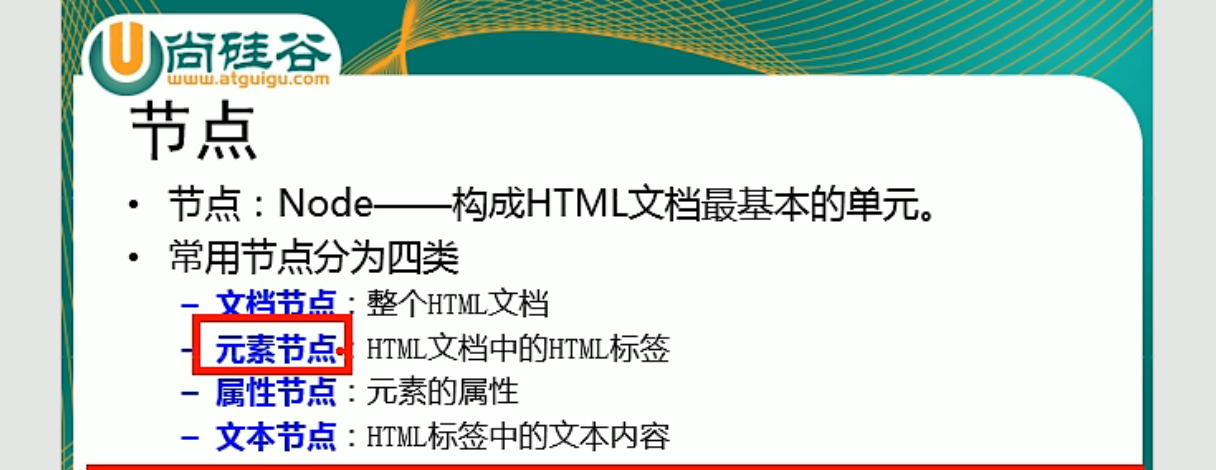 尚硅谷
www.atguigu.com
节点
• 节点：Node——构成HTML文档最基本的单元。
• 常用节点分为四类
– 文档节点：整个HTML文档
– 元素节点：HTML文档中的HTML标签
– 属性节点：元素的属性
– 文本节点：HTML标签中的文本内容